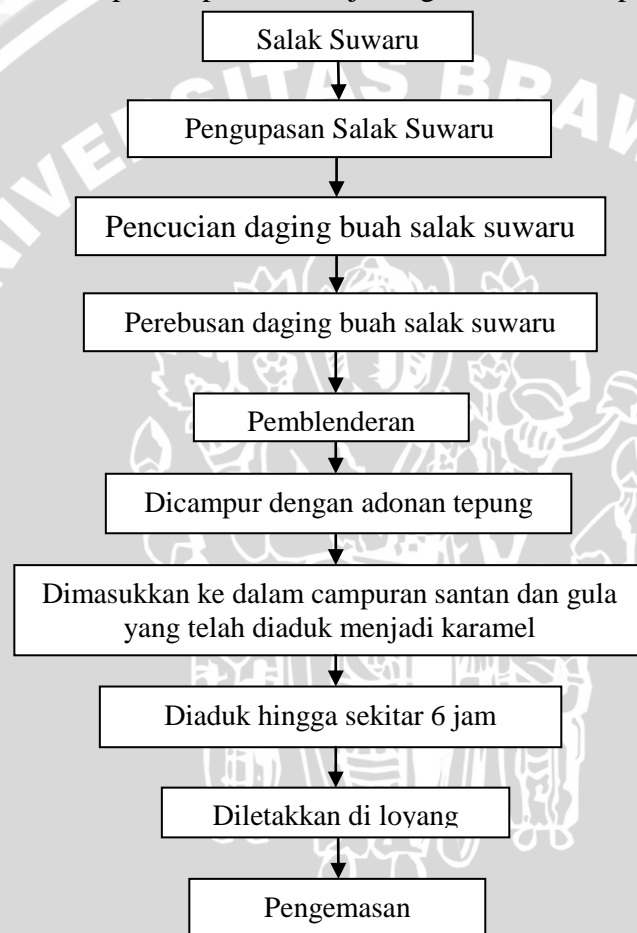 Salak Suwaru
Pengupasan Salak Suwaru
Pencucian daging buah salak suwaru
Perebusan daging buah salak suwaru
Pemblenderan
Dicampur dengan adonan tepung
Dimasukkan ke dalam campuran santan dan gula
yang telah diaduk menjadi karamel
Diaduk hingga sekitar 6 jam
Diletakkan di loyang
Pengemasan